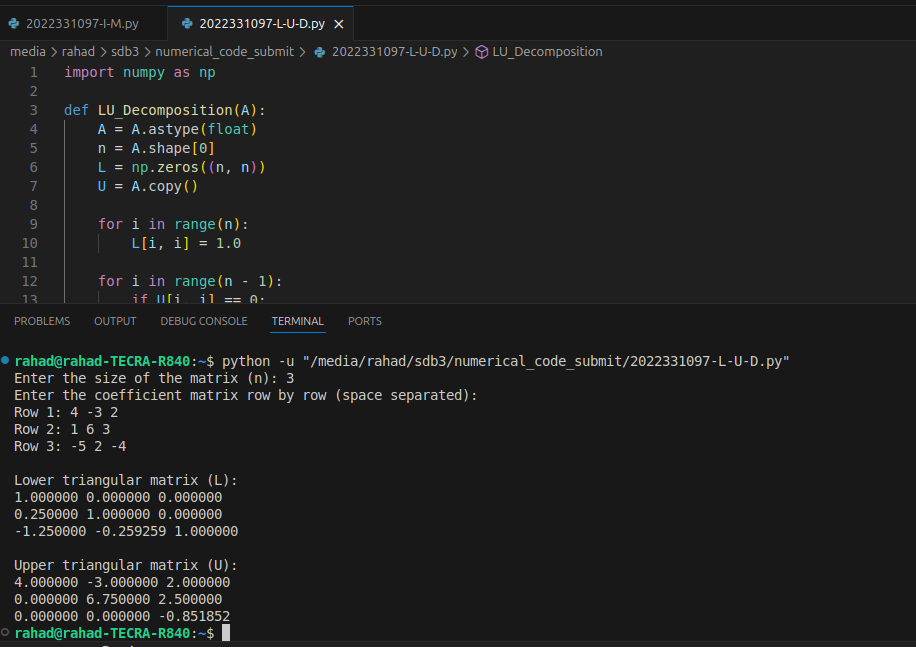 2022331097-I-M.py
2022331097-L-U-D.py
media > rahad > sdb3 > numerical_code_submit > 2022331097-L-U-D.py > LU_Decomposition
1 import numpy as np
2
3 def LU_Decomposition(A):
4     A = A.astype(float)
5     n = A.shape[0]
6     L = np.zeros((n, n))
7     U = A.copy()
8
9     for i in range(n):
10         L[i, i] = 1.0
11
12     for i in range(n - 1):
13         if U[i, i] == 0:
PROBLEMS OUTPUT DEBUG CONSOLE TERMINAL PORTS
rahad@rahad-TECRA-R840:~$ python -u "/media/rahad/sdb3/numerical_code_submit/2022331097-L-U-D.py"
Enter the size of the matrix (n): 3
Enter the coefficient matrix row by row (space separated):
Row 1: 4 -3 2
Row 2: 1 6 3
Row 3: -5 2 -4

Lower triangular matrix (L):
1.000000 0.000000 0.000000
0.250000 1.000000 0.000000
-1.250000 -0.259259 1.000000

Upper triangular matrix (U):
4.000000 -3.000000 2.000000
0.000000 6.750000 2.500000
0.000000 0.000000 -0.851852
rahad@rahad-TECRA-R840:~$